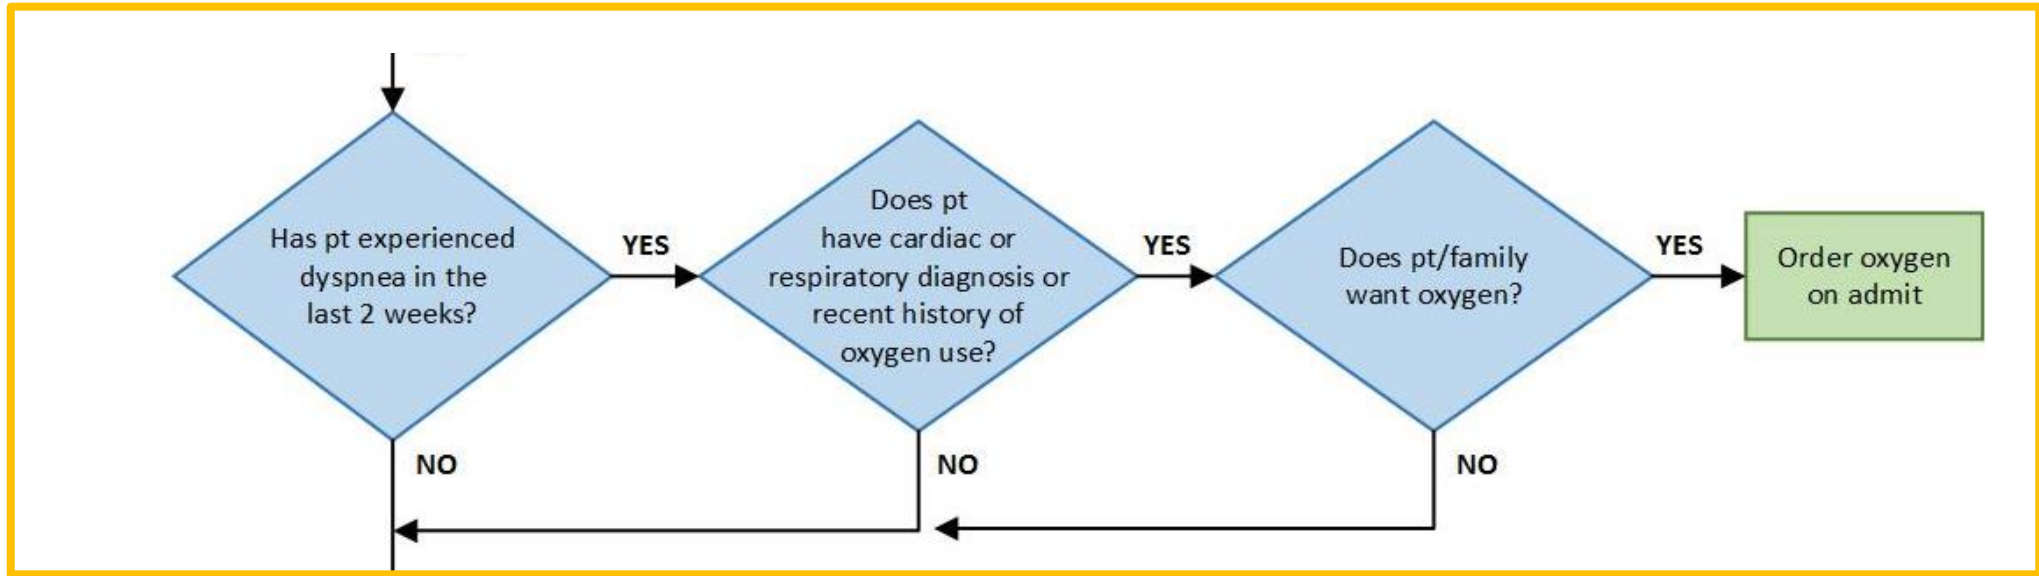 Has pt experienced
dyspnea in the
last 2 weeks?
YES
Does pt
have cardiac or
respiratory diagnosis or
recent history of
oxygen use?
YES
Does pt/family
want oxygen?
YES
Order oxygen
on admit
NO
NO
NO